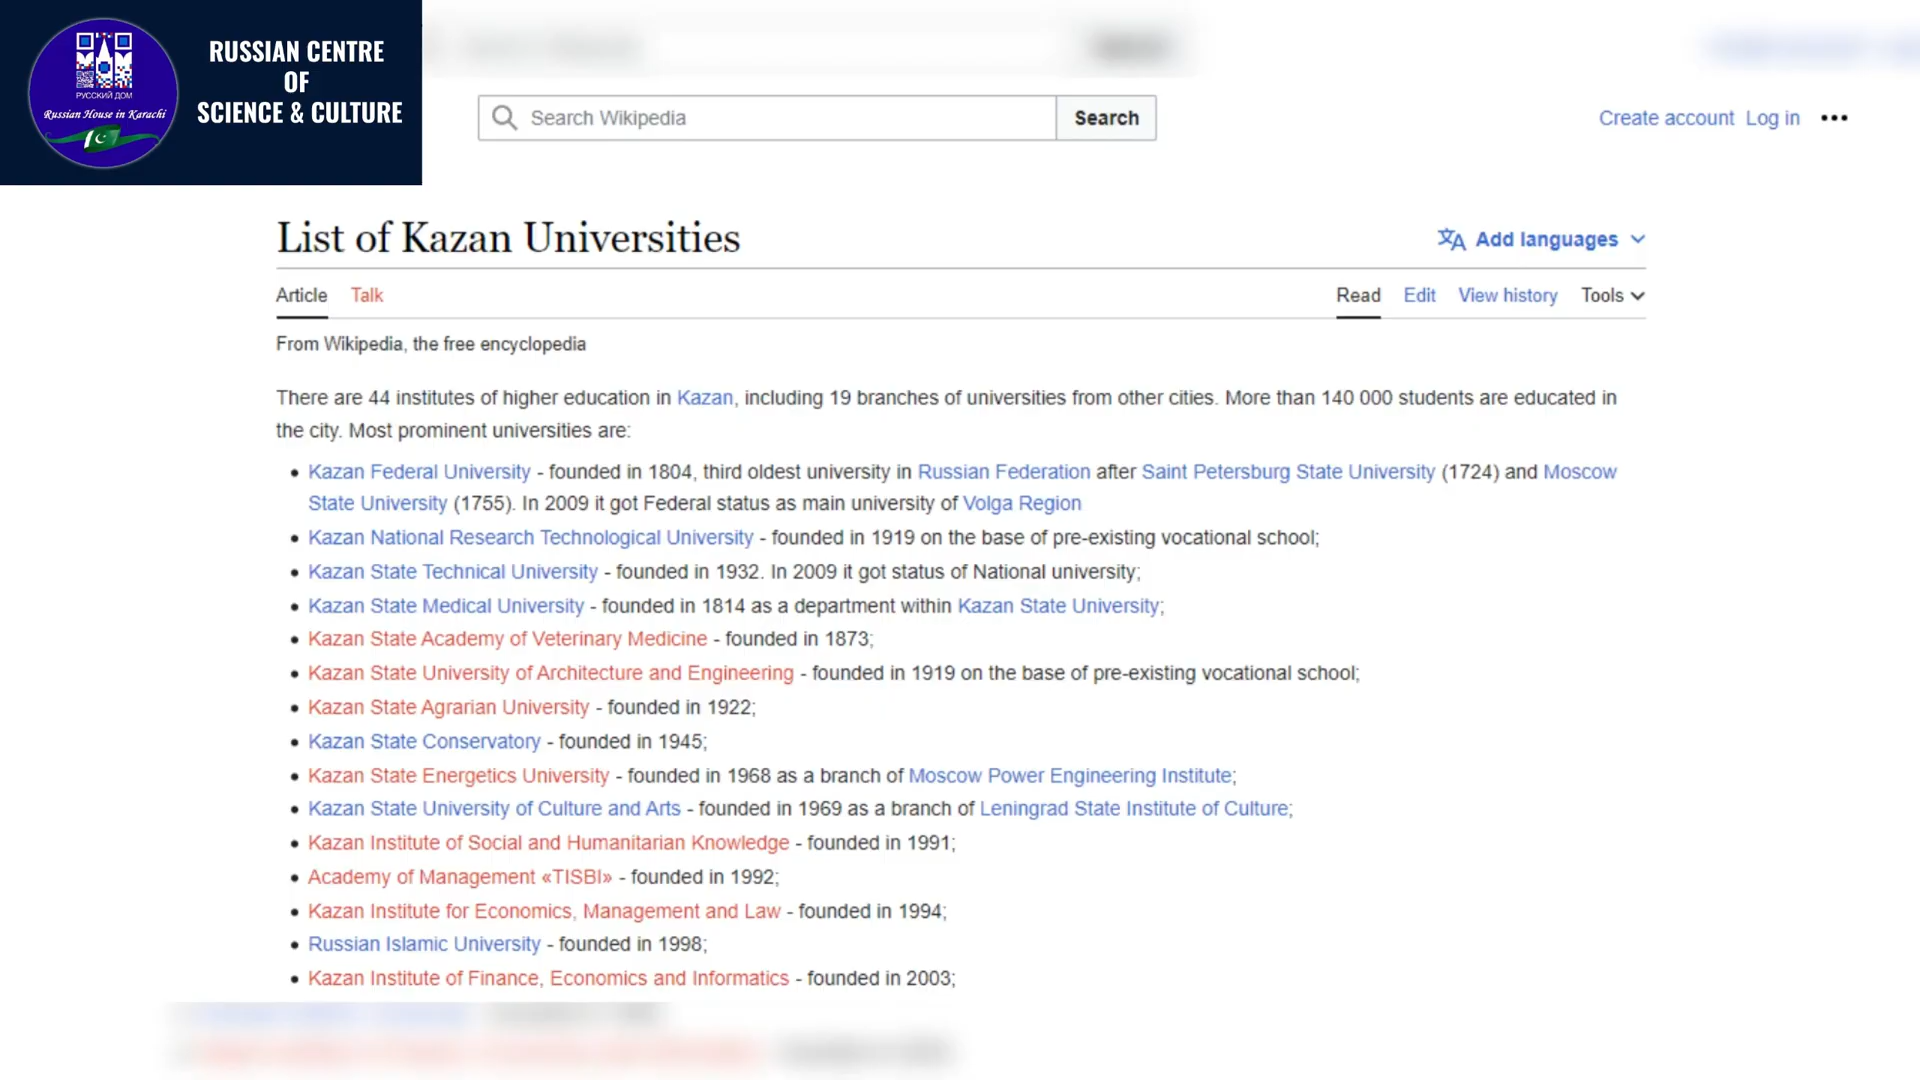 РУССКИЙ ДОМ
Russian House in Karachi
RUSSIAN CENTRE
OF
SCIENCE & CULTURE
Search Wikipedia
Search
Create account Log in
List of Kazan Universities
Add languages
Article Talk
Read Edit View history Tools
From Wikipedia, the free encyclopedia
There are 44 institutes of higher education in Kazan, including 19 branches of universities from other cities. More than 140 000 students are educated in
the city. Most prominent universities are:
Kazan Federal University - founded in 1804, third oldest university in Russian Federation after Saint Petersburg State University (1724) and Moscow
State University (1755). In 2009 it got Federal status as main university of Volga Region
Kazan National Research Technological University - founded in 1919 on the base of pre-existing vocational school;
Kazan State Technical University - founded in 1932. In 2009 it got status of National university;
Kazan State Medical University - founded in 1814 as a department within Kazan State University;
Kazan State Academy of Veterinary Medicine - founded in 1873;
Kazan State University of Architecture and Engineering - founded in 1919 on the base of pre-existing vocational school;
Kazan State Agrarian University - founded in 1922;
Kazan State Conservatory - founded in 1945;
Kazan State Energetics University - founded in 1968 as a branch of Moscow Power Engineering Institute;
Kazan State University of Culture and Arts - founded in 1969 as a branch of Leningrad State Institute of Culture;
Kazan Institute of Social and Humanitarian Knowledge - founded in 1991;
Academy of Management «TISBI» - founded in 1992;
Kazan Institute for Economics, Management and Law - founded in 1994;
Russian Islamic University - founded in 1998;
Kazan Institute of Finance, Economics and Informatics - founded in 2003;